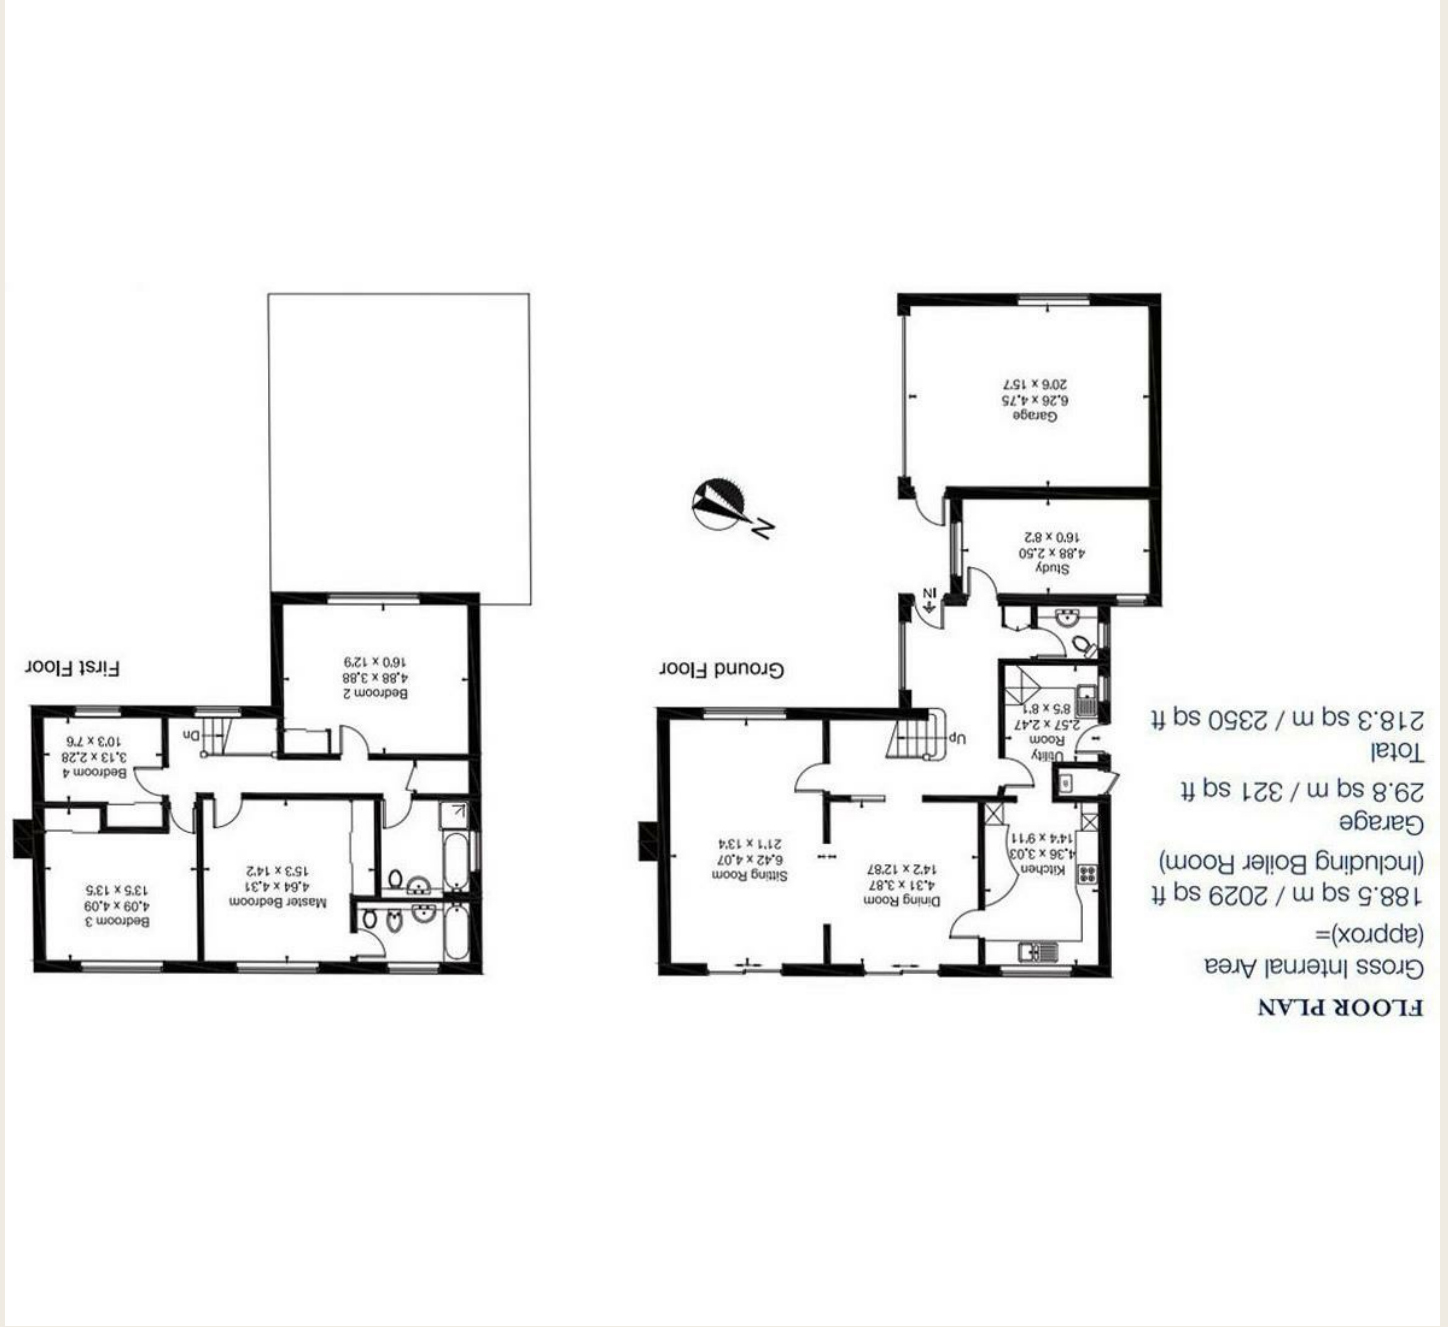 FLOOR PLAN
Gross Internal Area
(approx)=
188.5 sq m / 2029 sq ft
(Including Boiler Room)
Garage
29.8 sq m / 321 sq ft
Total
218.3 sq m / 2350 sq ft
Kitchen
4.36 x 3.03
14'4 x 9'11
Dining Room
4.31 x 3.87
14'2 x 12'87
Sitting Room
6.42 x 4.07
21'1 x 13'4
Utility
Room
2.57 x 2.47
8'5 x 8'1
Up
Ground Floor
IN
Study
4.88 x 2.50
16'0 x 8'2
N
Garage
6.26 x 4.75
20'6 x 15'7
Master Bedroom
4.64 x 4.31
15'3 x 14'2
Bedroom 3
4.09 x 4.09
13'5 x 13'5
Bedroom 4
3.13 x 2.28
10'3 x 7'6
Dn
Bedroom 2
4.88 x 3.88
16'0 x 12'9
First Floor